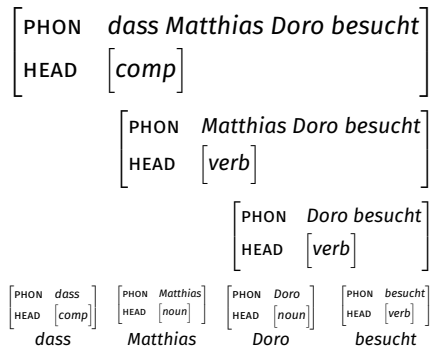 PHON dass Matthias Doro besucht
HEAD [comp]
PHON Matthias Doro besucht
HEAD [verb]
PHON Doro besucht
HEAD [verb]
PHON dass PHON Matthias PHON Doro PHON besucht
HEAD [comp] HEAD [noun] HEAD [noun] HEAD [verb]
dass Matthias Doro besucht